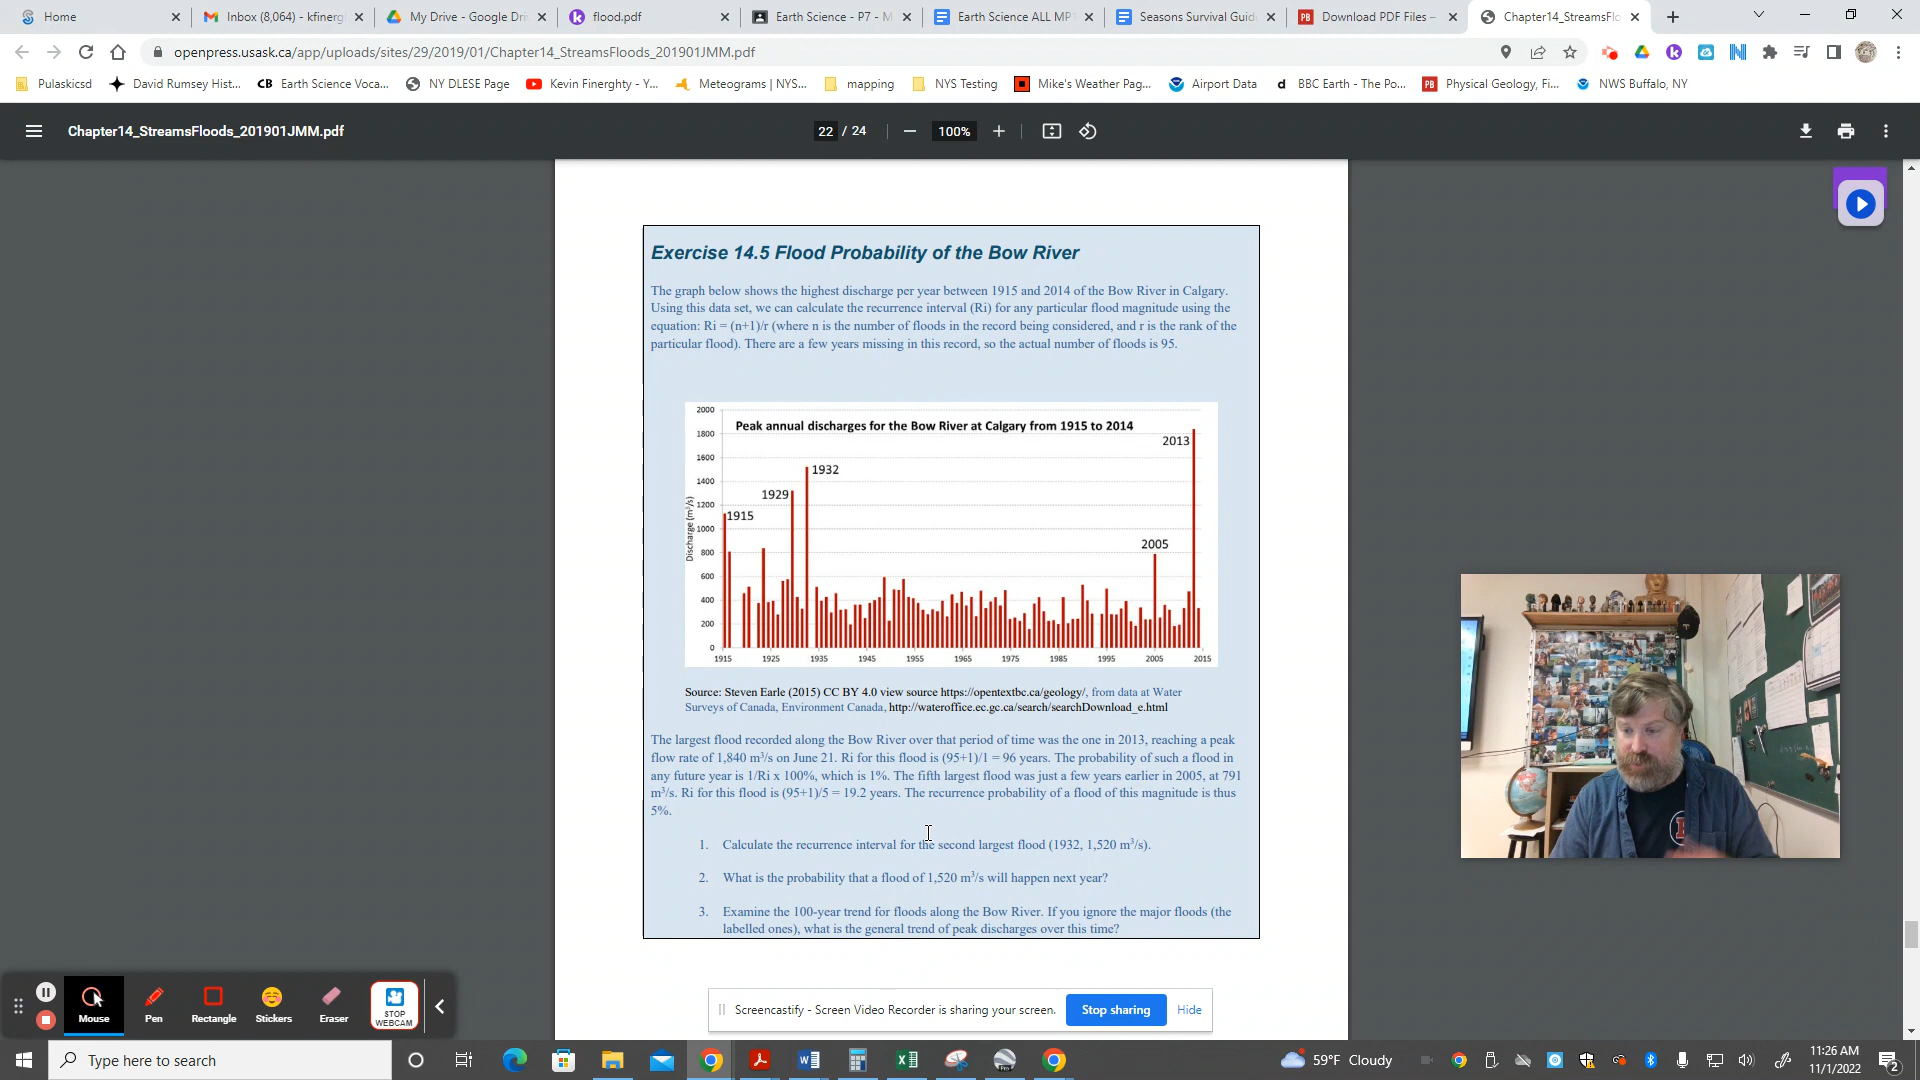 Home
Inbox (8,064) - kfinerg
My Drive - Google Dri
flood.pdf
Earth Science - P7 - M
Earth Science ALL MP1
Seasons Survival Guid
Download PDF Files –
Chapter14_StreamsFlo
openpress.usask.ca/app/uploads/sites/29/2019/01/Chapter14_StreamsFloods_201901JMM.pdf
Pulaskicsd
David Rumsey Hist...
CB Earth Science Voca...
NY DLESE Page
Kevin Finerghty - Y...
Meteograms | NYS...
mapping
NYS Testing
Mike's Weather Pag...
Airport Data
d BBC Earth - The Po...
PB Physical Geology, Fi...
NWS Buffalo, NY
Chapter14_StreamsFloods_201901JMM.pdf
22 / 24
100%
Exercise 14.5 Flood Probability of the Bow River
The graph below shows the highest discharge per year between 1915 and 2014 of the Bow River in Calgary.
Using this data set, we can calculate the recurrence interval (Ri) for any particular flood magnitude using the
equation: Ri = (n+1)/r (where n is the number of floods in the record being considered, and r is the rank of the
particular flood). There are a few years missing in this record, so the actual number of floods is 95.
Peak annual discharges for the Bow River at Calgary from 1915 to 2014
Discharge (m³/s)
2000
1800
1600
1400
1200
1000
800
600
400
200
0
1915
1929
1932
2005
2013
1915 1925 1935 1945 1955 1965 1975 1985 1995 2005 2015
Source: Steven Earle (2015) CC BY 4.0 view source https://opentextbc.ca/geology/, from data at Water
Surveys of Canada, Environment Canada, http://wateroffice.ec.gc.ca/search/searchDownload_e.html
The largest flood recorded along the Bow River over that period of time was the one in 2013, reaching a peak
flow rate of 1,840 m³/s on June 21. Ri for this flood is (95+1)/1 = 96 years. The probability of such a flood in
any future year is 1/Ri x 100%, which is 1%. The fifth largest flood was just a few years earlier in 2005, at 791
m³/s. Ri for this flood is (95+1)/5 = 19.2 years. The recurrence probability of a flood of this magnitude is thus
5%.
1. Calculate the recurrence interval for the second largest flood (1932, 1,520 m³/s).
2. What is the probability that a flood of 1,520 m³/s will happen next year?
3. Examine the 100-year trend for floods along the Bow River. If you ignore the major floods (the
labelled ones), what is the general trend of peak discharges over this time?
Mouse
Pen
Rectangle
Stickers
Eraser
STOP
WEBCAM
Screencastify - Screen Video Recorder is sharing your screen.
Stop sharing
Hide
Type here to search
59°F Cloudy
11:26 AM
11/1/2022
2